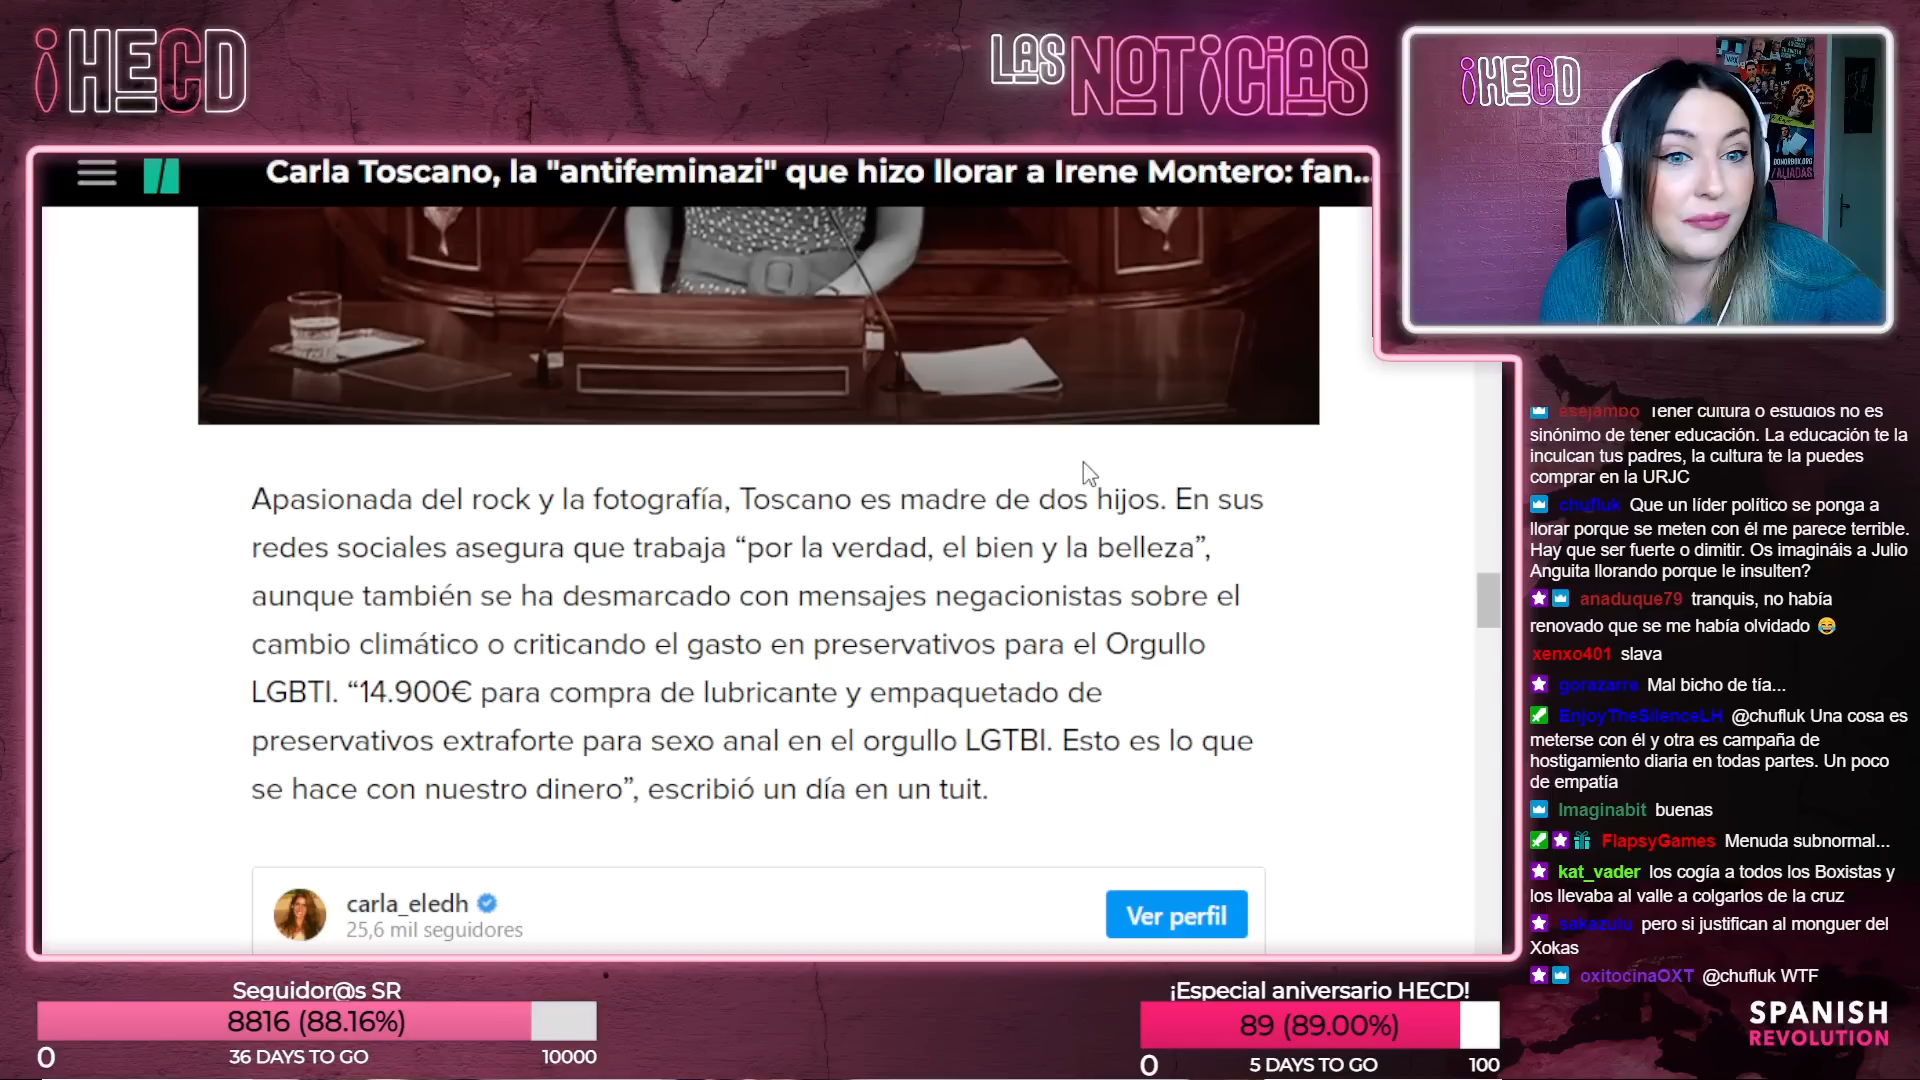 ¡HECD
LAS NOTICIAS
¡HECD
Carla Toscano, la "antifeminazi" que hizo llorar a Irene Montero: fan...
Apasionada del rock y la fotografía, Toscano es madre de dos hijos. En sus
redes sociales asegura que trabaja “por la verdad, el bien y la belleza”,
aunque también se ha desmarcado con mensajes negacionistas sobre el
cambio climático o criticando el gasto en preservativos para el Orgullo
LGBTI. “14.900€ para compra de lubricante y empaquetado de
preservativos extraforte para sexo anal en el orgullo LGTBI. Esto es lo que
se hace con nuestro dinero”, escribió un día en un tuit.
carla_eledh
25,6 mil seguidores
Ver perfil
DONORBOX.ORG
/ALIADAS
esejambo Tener cultura o estudios no es
sinónimo de tener educación. La educación te la
inculcan tus padres, la cultura te la puedes
comprar en la URJC
chufluk Que un líder político se ponga a
llorar porque se meten con él me parece terrible.
Hay que ser fuerte o dimitir. Os imagináis a Julio
Anguita llorando porque le insulten?
anaduque79 tranquis, no había
renovado que se me había olvidado 😂
xenxo401 slava
gorazarre Mal bicho de tía...
EnjoyTheSilenceLH @chufluk Una cosa es
meterse con él y otra es campaña de
hostigamiento diaria en todas partes. Un poco
de empatía
Imaginabit buenas
FlapsyGames Menuda subnormal...
kat_vader los cogía a todos los Boxistas y
los llevaba al valle a colgarlos de la cruz
sakazulu pero si justifican al monguer del
Xokas
oxitocinaOXT @chufluk WTF
Seguidor@s SR
8816 (88.16%)
0 36 DAYS TO GO 10000
¡Especial aniversario HECD!
89 (89.00%)
0 5 DAYS TO GO 100
SPANISH
REVOLUTION